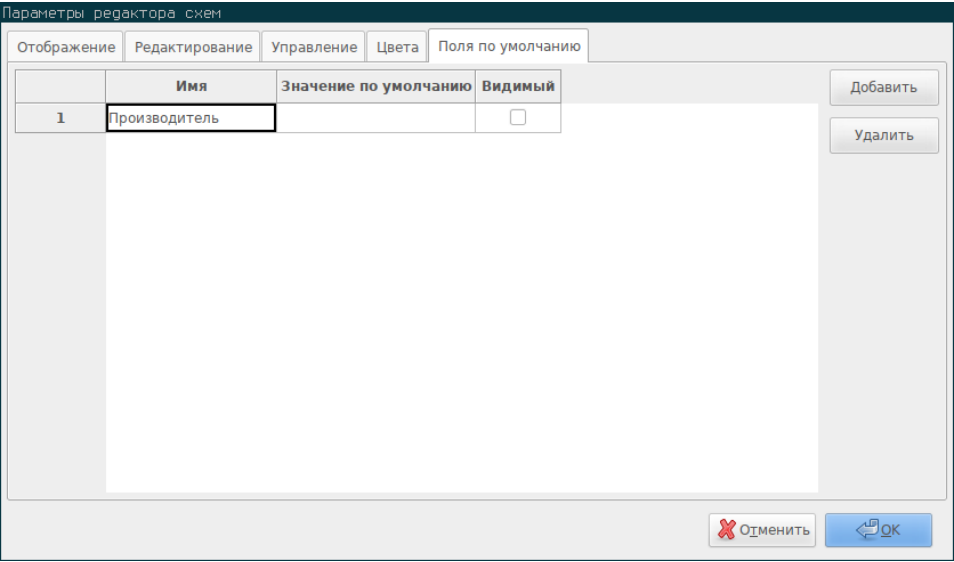 Параметры редактора схем
Отображение Редактирование Управление Цвета Поля по умолчанию
Имя Значение по умолчанию Видимый Добавить
1 Производитель
Удалить
Отменить OK